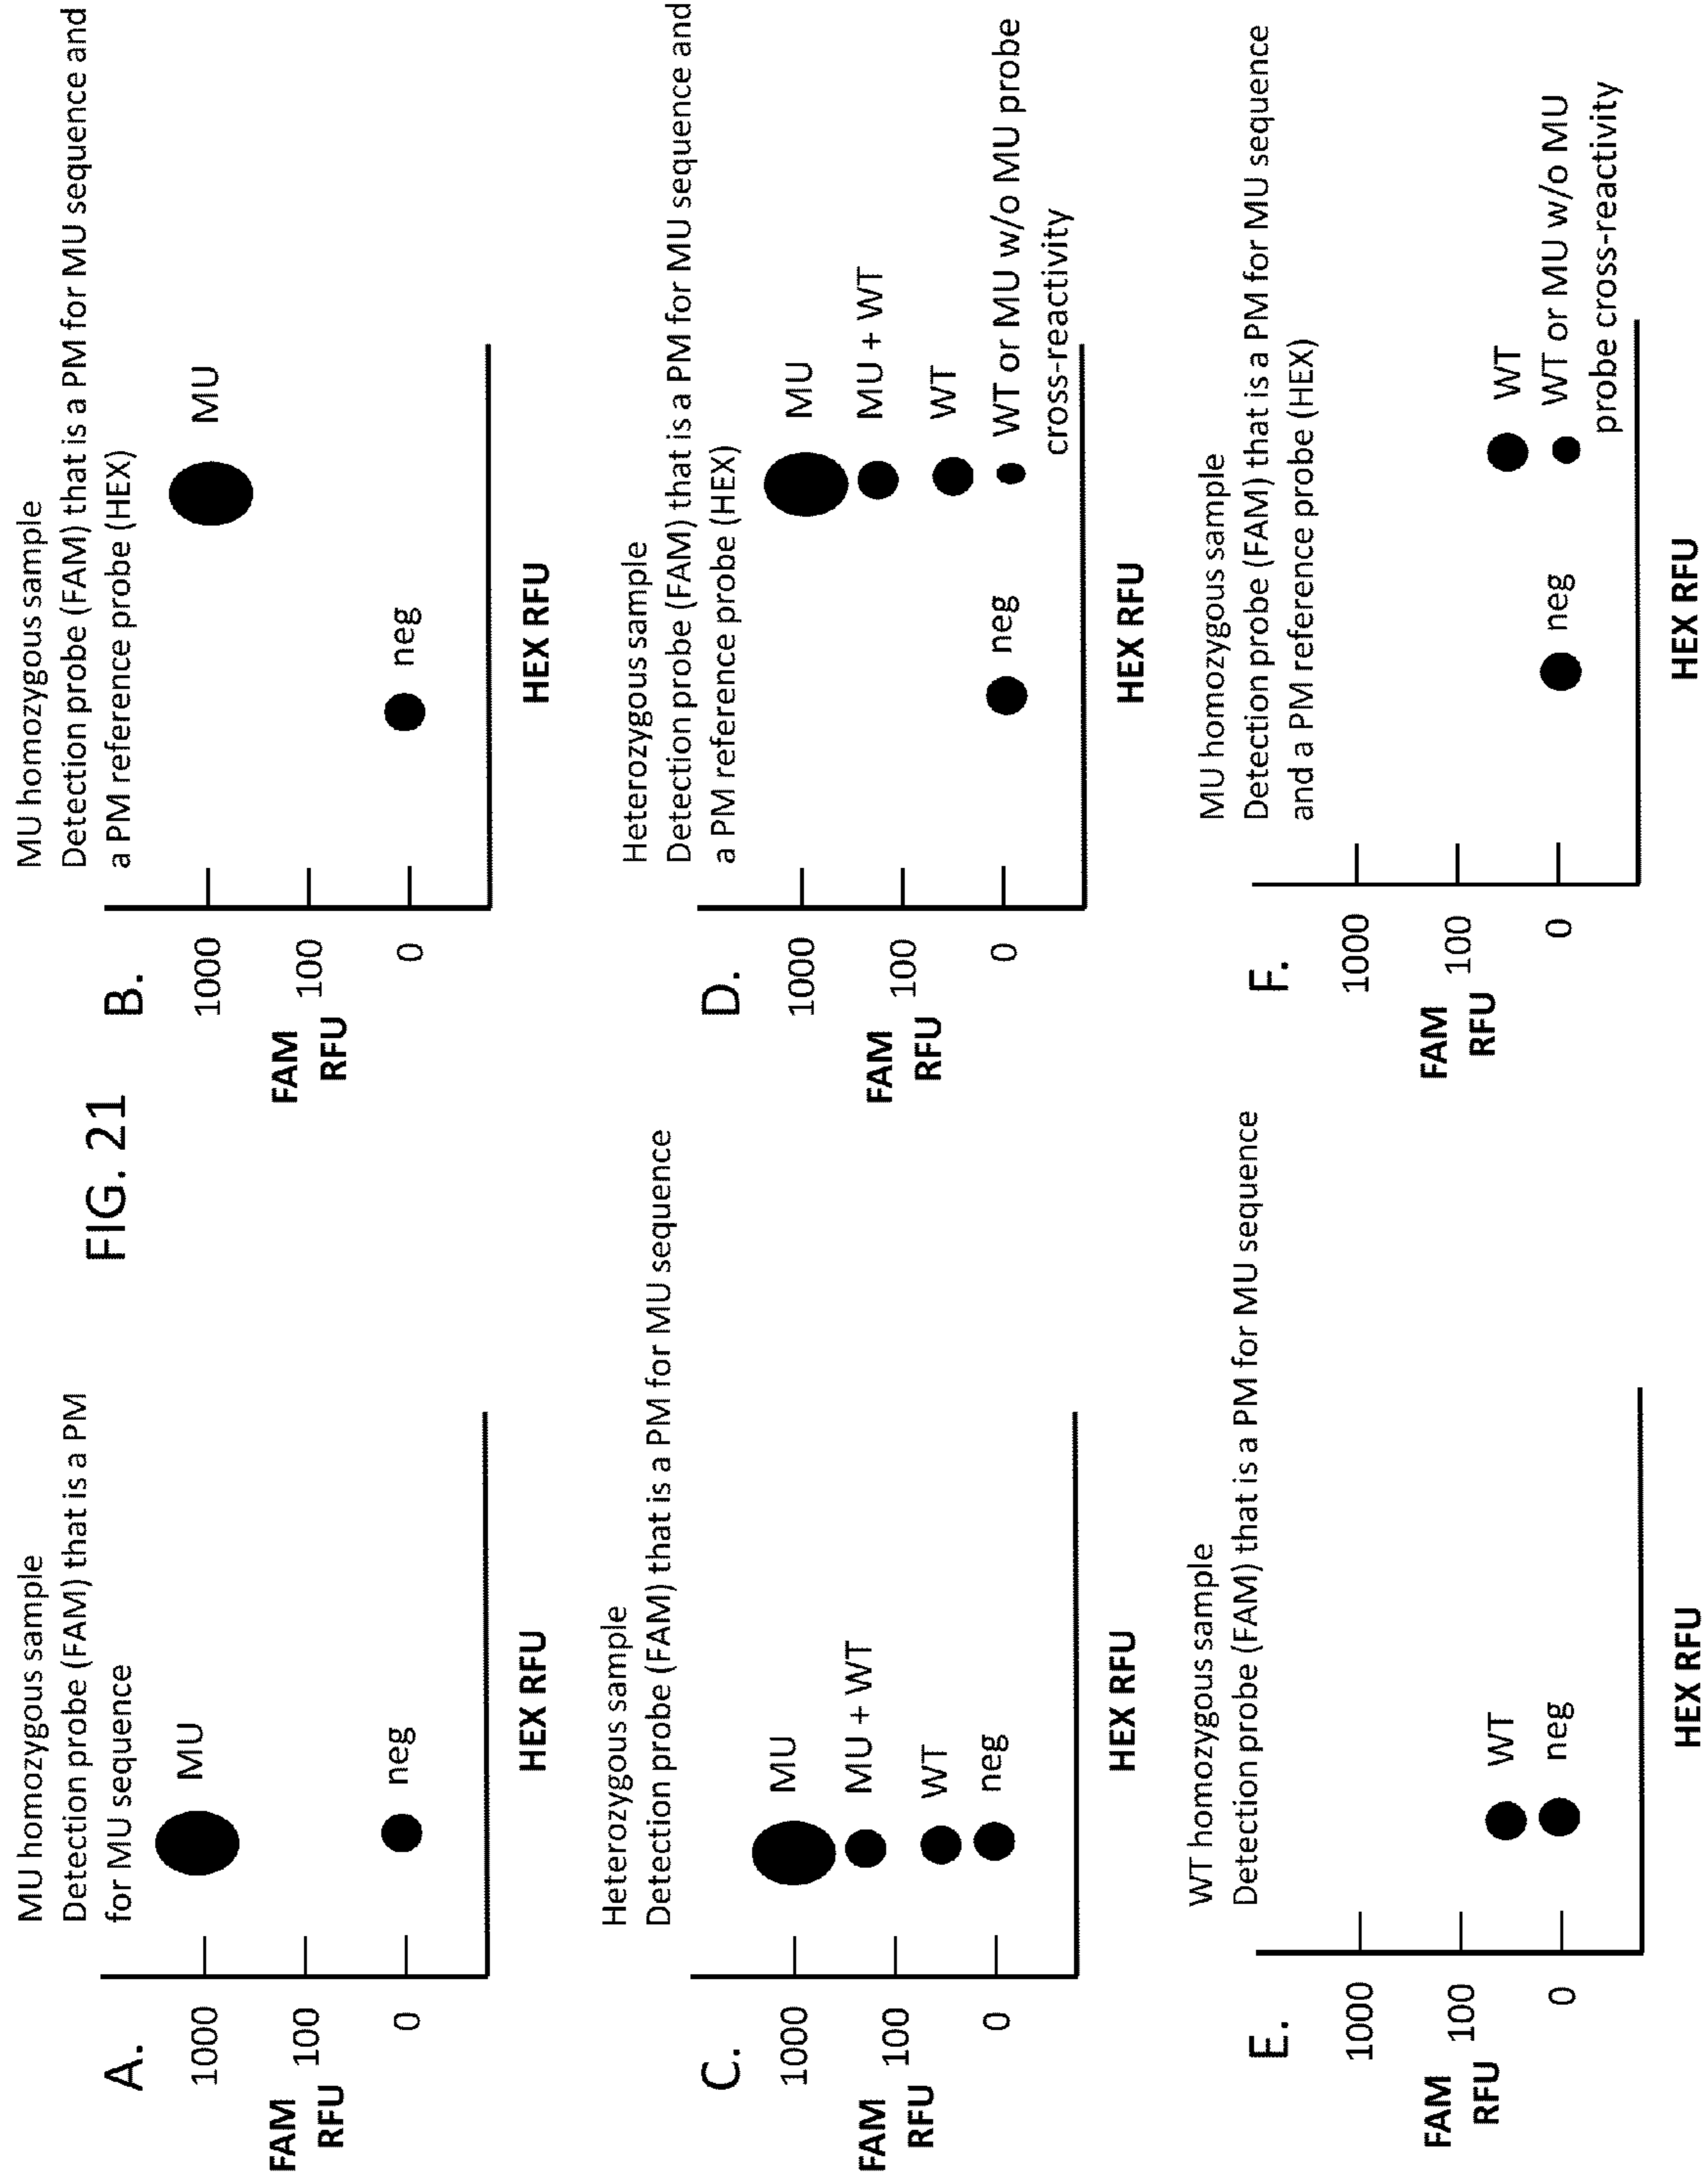 FIG. 21
A.
MU homozygous sample
Detection probe (FAM) that is a PM
for MU sequence
FAM
RFU
1000
100
0
MU
neg
HEX RFU
B.
MU homozygous sample
Detection probe (FAM) that is a PM for MU sequence and
a PM reference probe (HEX)
FAM
RFU
1000
100
0
MU
neg
HEX RFU
C.
Heterozygous sample
Detection probe (FAM) that is a PM for MU sequence
FAM
RFU
1000
100
0
MU
MU + WT
WT
neg
HEX RFU
D.
Heterozygous sample
Detection probe (FAM) that is a PM for MU sequence and
a PM reference probe (HEX)
FAM
RFU
1000
100
0
MU
MU + WT
WT
neg
WT or MU w/o MU probe
cross-reactivity
HEX RFU
E.
WT homozygous sample
Detection probe (FAM) that is a PM for MU sequence
FAM
RFU
1000
100
0
WT
neg
HEX RFU
F.
MU homozygous sample
Detection probe (FAM) that is a PM for MU sequence
and a PM reference probe (HEX)
FAM
RFU
1000
100
0
WT
neg
WT or MU w/o MU
probe cross-reactivity
HEX RFU